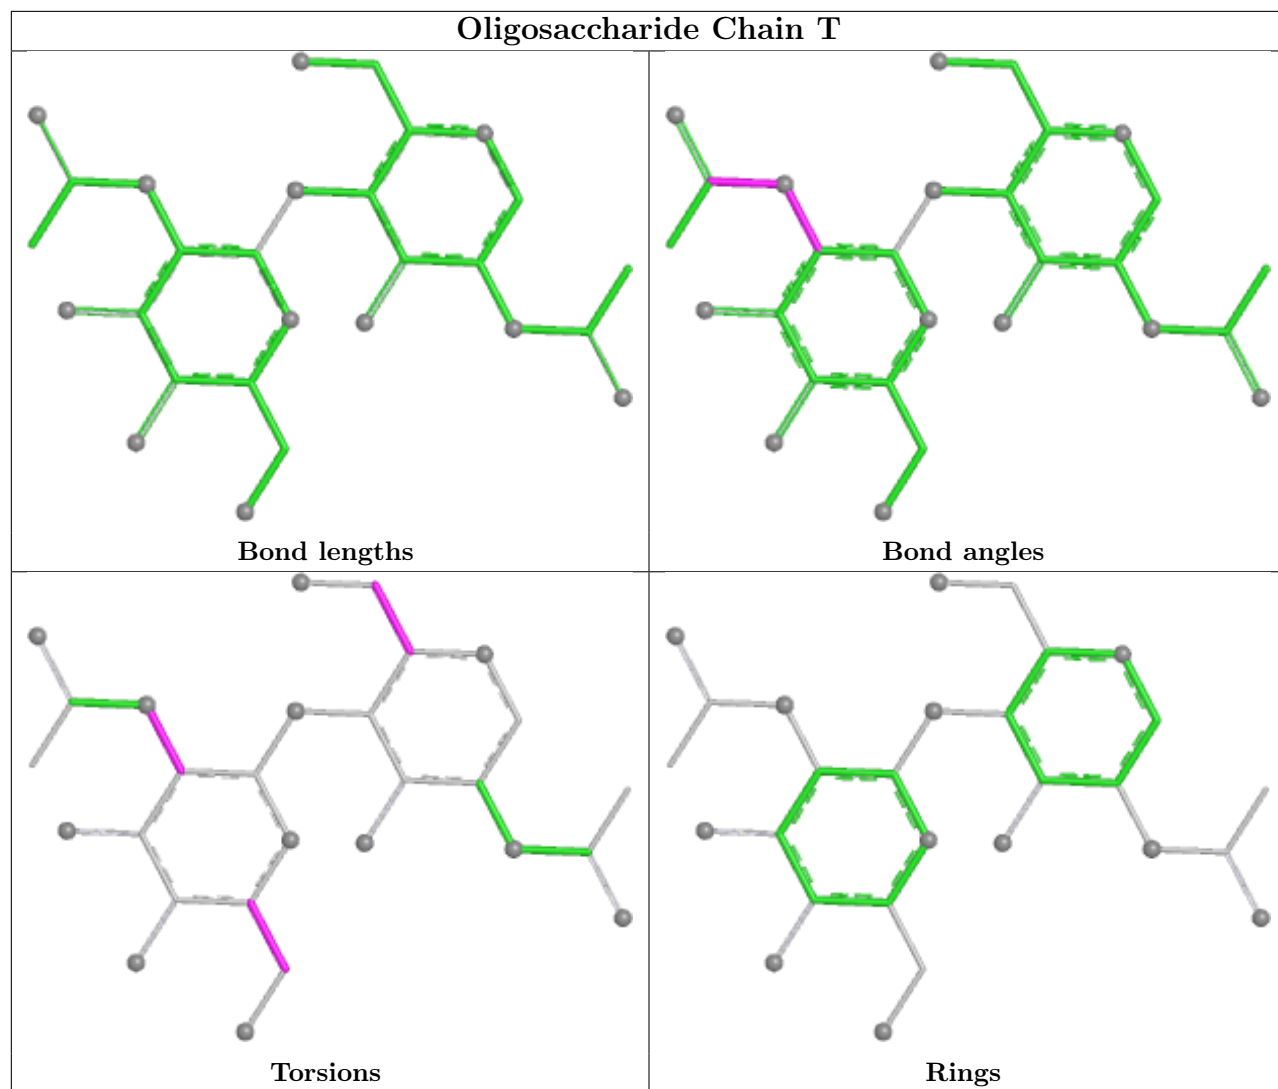 Oligosaccharide Chain T
Bond lengths
Bond angles
Torsions
Rings